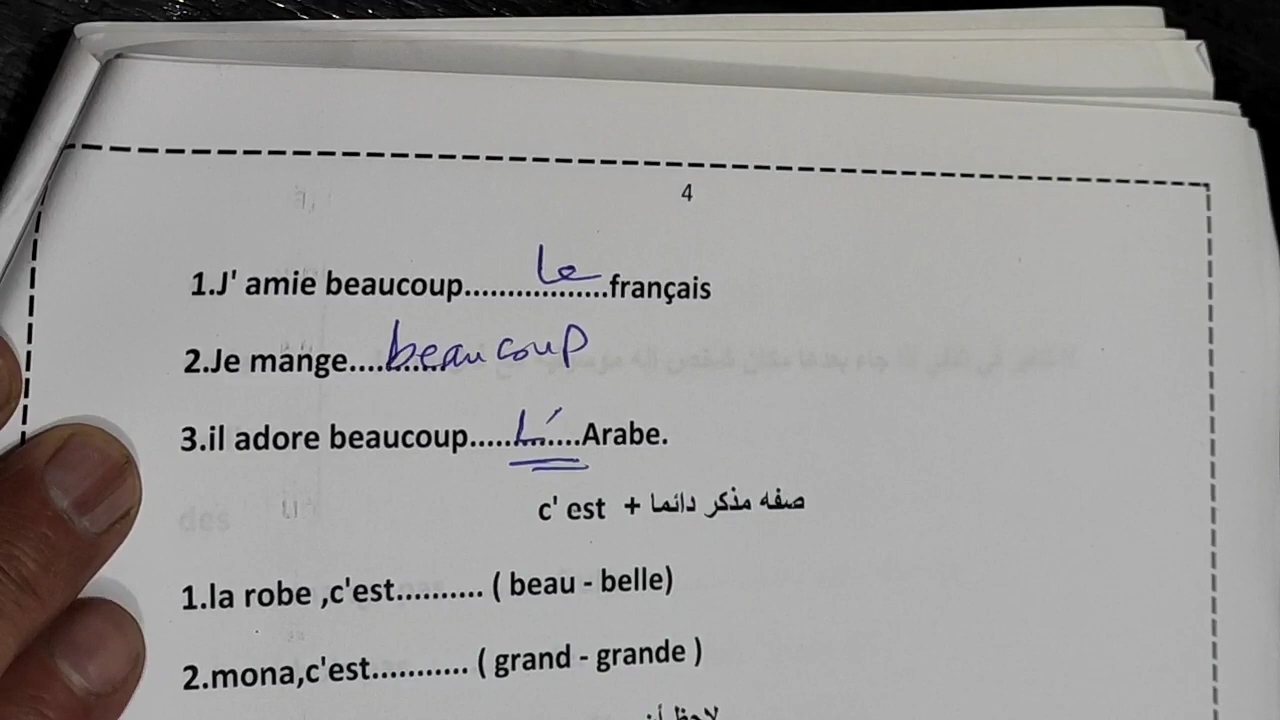 4
1.J' amie beaucoup.......le..........français
2.Je mange....beaucoup
3.il adore beaucoup.....L'.....Arabe.
c' est + صفه مذكر دائما
1.la robe ,c'est.......... ( beau - belle)
2.mona,c'est........... ( grand - grande )